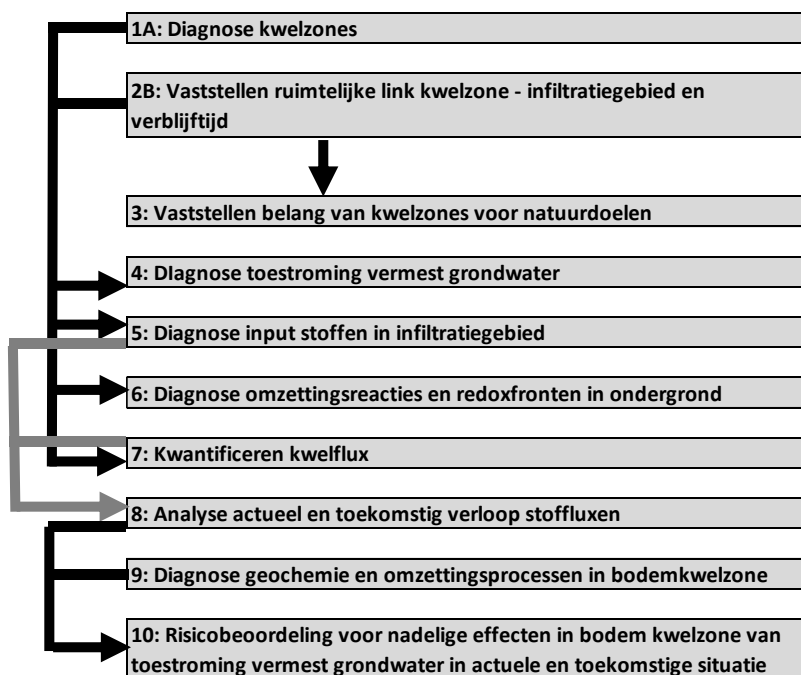 1A: Diagnose kwelzones
2B: Vaststellen ruimtelijke link kwelzone - infiltratiegebied en
verblijftijd
3: Vaststellen belang van kwelzones voor natuurdoelen
4: DIagnose toestroming vermest grondwater
5: Diagnose input stoffen in infiltratiegebied
6: Diagnose omzettingsreacties en redoxfronten in ondergrond
7: Kwantificeren kwelflux
8: Analyse actueel en toekomstig verloop stoffluxen
9: Diagnose geochemie en omzettingsprocessen in bodemkwelzone
10: Risicobeoordeling voor nadelige effecten in bodem kwelzone van
toestroming vermest grondwater in actuele en toekomstige situatie